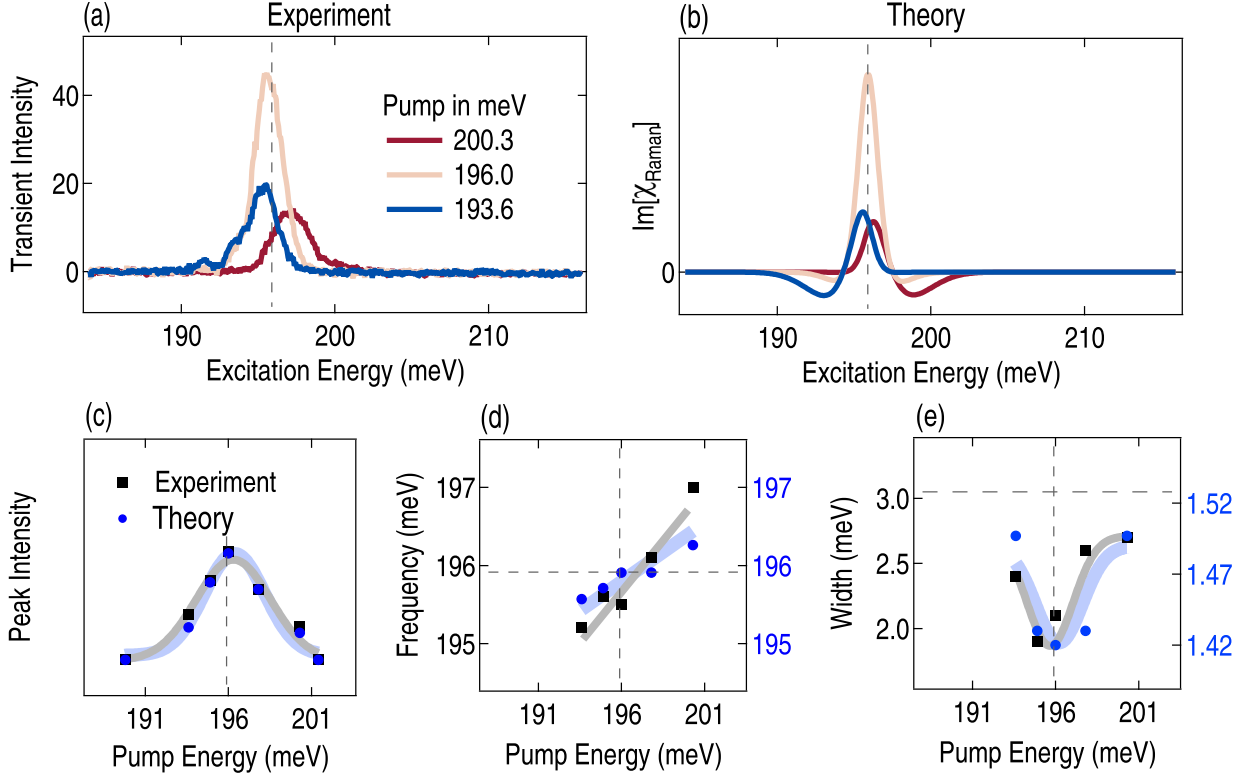 (a) Experiment
Transient Intensity
40
20
0
Pump in meV
200.3
196.0
193.6
190 200 210
Excitation Energy (meV)
(b) Theory
Im[χRaman]
0
190 200 210
Excitation Energy (meV)
(c)
Peak Intensity
Experiment
Theory
191 196 201
Pump Energy (meV)
(d)
Frequency (meV)
197 197
196 196
195 195
191 196 201
Pump Energy (meV)
(e)
Width (meV)
3.0 1.52
2.5 1.47
2.0 1.42
191 196 201
Pump Energy (meV)